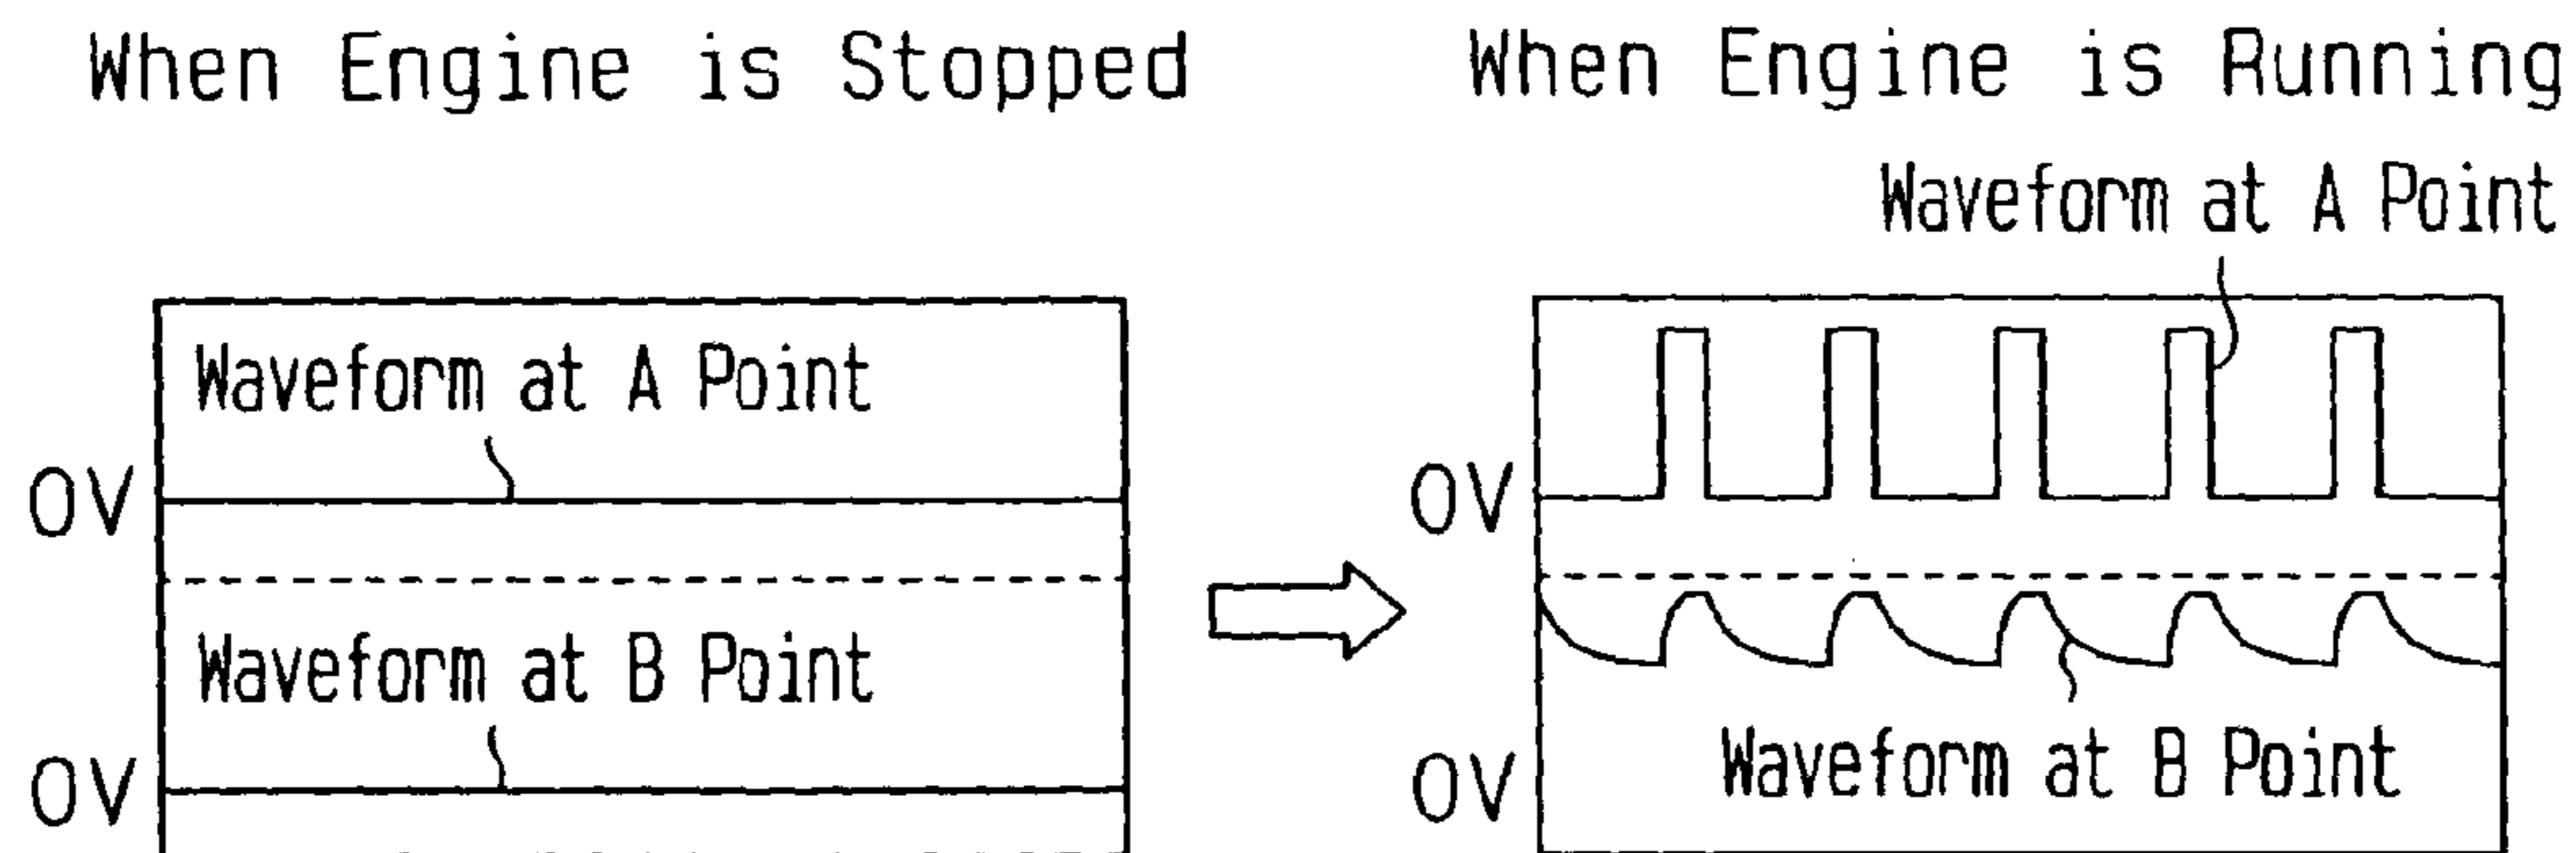 When Engine is Stopped
When Engine is Running
Waveform at A Point
Waveform at A Point
0V
0V
Waveform at B Point
0V
0V
Waveform at B Point